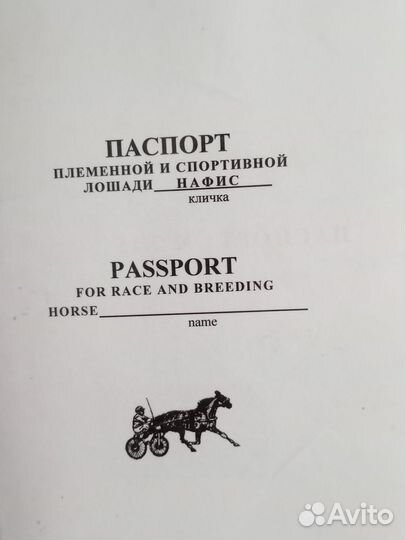 ПАСПОРТ
ПЛЕМЕННОЙ И СПОРТИВНОЙ
ЛОШАДИ НАФИС
кличка
PASSPORT
FOR RACE AND BREEDING
HORSE
name
Avito